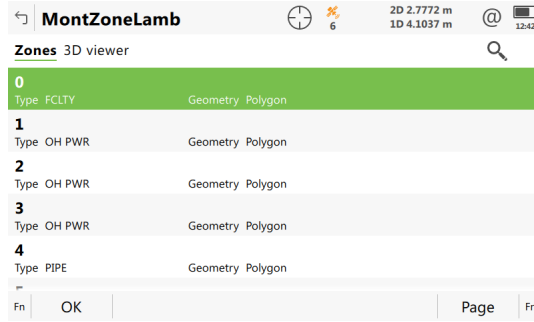 MontZoneLamb
6
2D 2.7772 m
1D 4.1037 m
@
12:42
Zones 3D viewer
0
Type FCLTY Geometry Polygon
1
Type OH PWR Geometry Polygon
2
Type OH PWR Geometry Polygon
3
Type OH PWR Geometry Polygon
4
Type PIPE Geometry Polygon
Fn OK Page